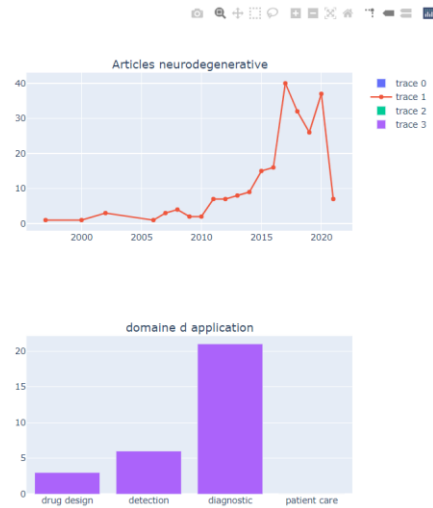 Articles neurodegenerative
40
30
20
10
0
2000 2005 2010 2015 2020
trace 0
trace 1
trace 2
trace 3
domaine d application
20
15
10
5
0
drug design detection diagnostic patient care